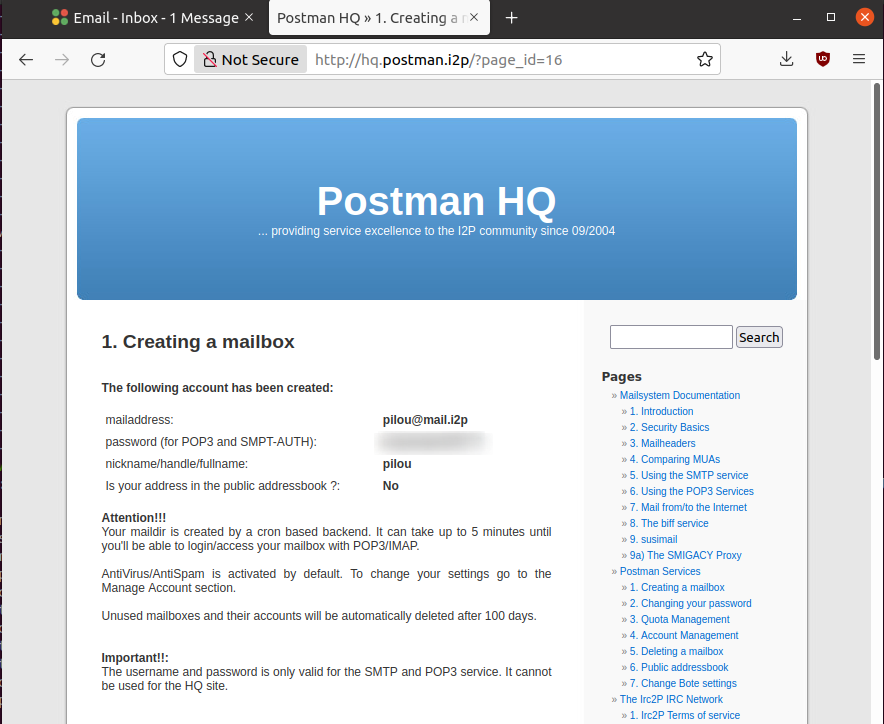 Email - Inbox - 1 Message
Postman HQ » 1. Creating a
Not Secure
http://hq.postman.i2p/?page_id=16
Postman HQ
... providing service excellence to the I2P community since 09/2004
1. Creating a mailbox
The following account has been created:
mailaddress: pilou@mail.i2p
password (for POP3 and SMPT-AUTH):
nickname/handle/fullname: pilou
Is your address in the public addressbook ?: No
Attention!!!
Your maildir is created by a cron based backend. It can take up to 5 minutes until
you'll be able to login/access your mailbox with POP3/IMAP.
AntiVirus/AntiSpam is activated by default. To change your settings go to the
Manage Account section.
Unused mailboxes and their accounts will be automatically deleted after 100 days.
Important!!:
The username and password is only valid for the SMTP and POP3 service. It cannot
be used for the HQ site.
Search
Pages
» Mailsystem Documentation
» 1. Introduction
» 2. Security Basics
» 3. Mailheaders
» 4. Comparing MUAs
» 5. Using the SMTP service
» 6. Using the POP3 Services
» 7. Mail from/to the Internet
» 8. The biff service
» 9. susimail
» 9a) The SMIGACY Proxy
» Postman Services
» 1. Creating a mailbox
» 2. Changing your password
» 3. Quota Management
» 4. Account Management
» 5. Deleting a mailbox
» 6. Public addressbook
» 7. Change Bote settings
» The Irc2P IRC Network
» 1. Irc2P Terms of service